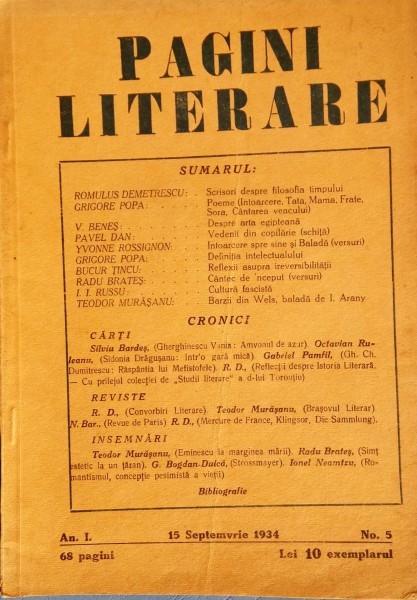 PAGINI
LITERARE
SUMARUL:
ROMULUS DEMETRESCU: . Scrisori despre filosofia timpului
GRIGORE POPA: . . . Poeme (Intoarcere, Tata, Mama, Frate,
Sora, Cântarea veacului)
V. BENEȘ: . . . . Despre arta egipteană
PAVEL DAN: . . . . Vedenii din copilărie (schiță)
YVONNE ROSSIGNON: . . Intoarcere spre sine și Baladă (versuri)
GRIGORE POPA: . . . Definiția intelectualului
BUCUR ȚINCU: . . . Reflexii asupra ireversibilității
RADU BRATEȘ: . . . Cântec de 'nceput (versuri)
I. I. RUSSU: . . . . Cultura fascistă
TEODOR MURĂȘANU: . . Barzii din Wels, baladă de I. Arany
CRONICI
CĂRȚI
Silviu Bardeș, (Gherghinescu Vania: Amvonul de azur). Octavian Ru-
leanu, (Sidonia Drăgușanu: Intr'o gară mică). Gabriel Pamfil, (Gh. Ch.
Dumitrescu: Răspântia lui Mefistofele). R. D., (Reflecții despre Istoria Literară.
— Cu prilejul colecției de „Studii literare" a d-lui Torouțiu)
REVISTE
R. D., (Convorbiri Literare). Teodor Murășanu, (Brașovul Literar)
N. Bar., (Revue de Paris) R. D., (Mercure de France, Klingsor, Die Sammlung).
INSEMNĂRI
Teodor Murășanu, (Eminescu la marginea mării). Radu Brateș, (Simț
estetic la un țăran). G. Bogdan-Duică, (Strossmayer). Ionel Neamtzu, (Ro-
mantismul, concepție pesimistă a vieții)
Bibliografie
An. I. 15 Septemvrie 1934 No. 5
68 pagini Lei 10 exemplarul